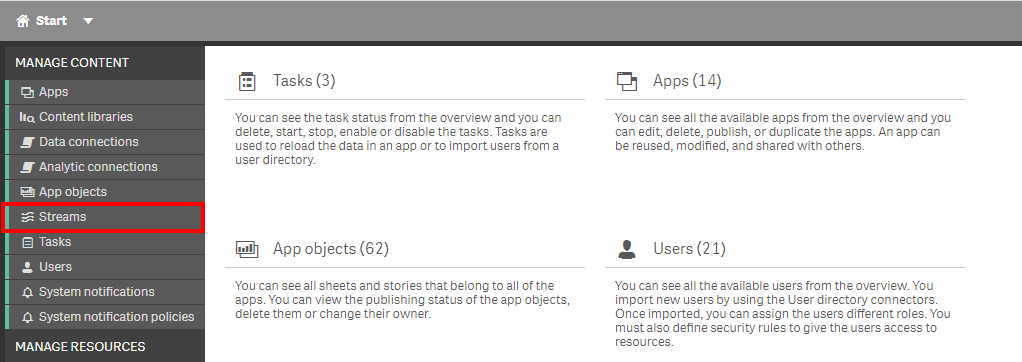 Start
MANAGE CONTENT
Apps
Content libraries
Data connections
Analytic connections
App objects
Streams
Tasks
Users
System notifications
System notification policies
MANAGE RESOURCES
Tasks (3)
You can see the task status from the overview and you can
delete, start, stop, enable or disable the tasks. Tasks are
used to reload the data in an app or to import users from a
user directory.
Apps (14)
You can see all the available apps from the overview and you
can edit, delete, publish, or duplicate the apps. An app can
be reused, modified, and shared with others.
App objects (62)
You can see all sheets and stories that belong to all of the
apps. You can view the publishing status of the app objects,
delete them or change their owner.
Users (21)
You can see all the available users from the overview. You
import new users by using the User directory connectors.
Once imported, you can assign the users different roles. You
must also define security rules to give the users access to
resources.